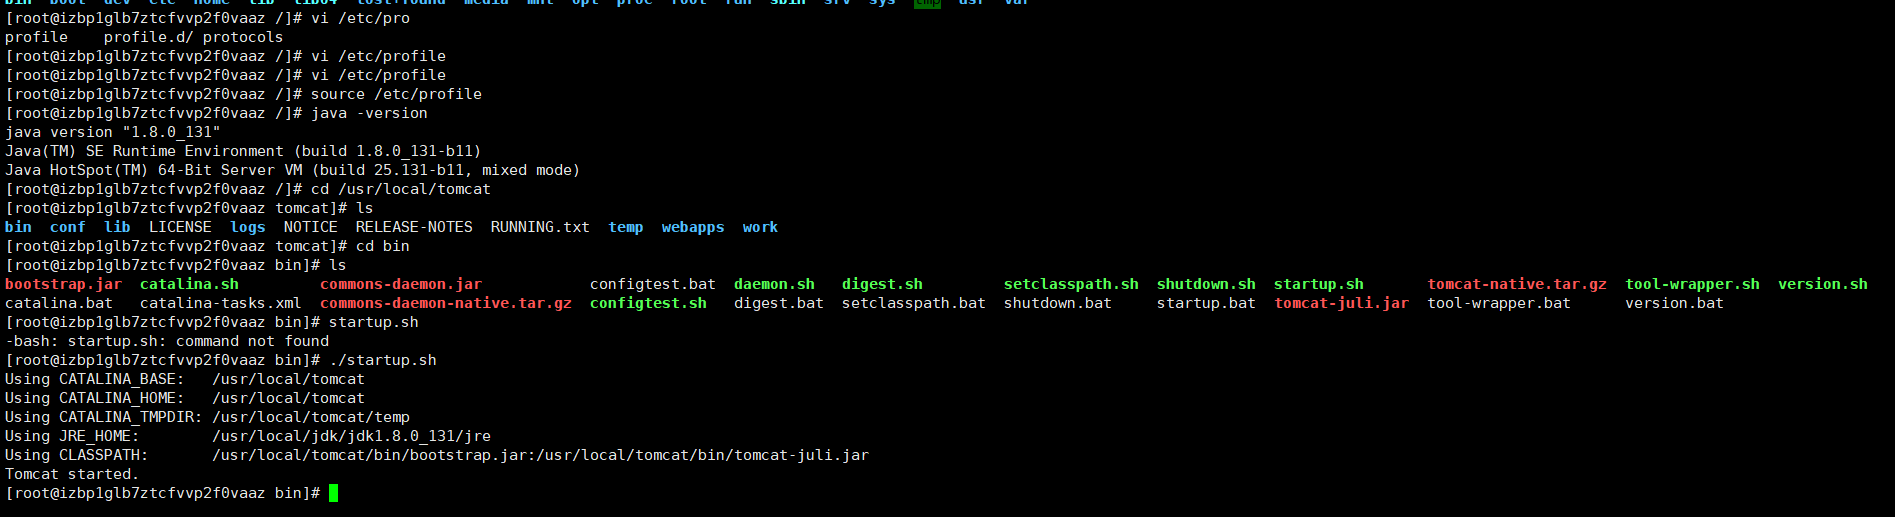 bin boot dev etc home lib lib64 lost+found media mnt opt proc root run sbin srv sys tmp usr var
[root@izbp1glb7ztcfvvp2f0vaaz /]# vi /etc/pro
profile    profile.d/ protocols
[root@izbp1glb7ztcfvvp2f0vaaz /]# vi /etc/profile
[root@izbp1glb7ztcfvvp2f0vaaz /]# vi /etc/profile
[root@izbp1glb7ztcfvvp2f0vaaz /]# source /etc/profile
[root@izbp1glb7ztcfvvp2f0vaaz /]# java -version
java version "1.8.0_131"
Java(TM) SE Runtime Environment (build 1.8.0_131-b11)
Java HotSpot(TM) 64-Bit Server VM (build 25.131-b11, mixed mode)
[root@izbp1glb7ztcfvvp2f0vaaz /]# cd /usr/local/tomcat
[root@izbp1glb7ztcfvvp2f0vaaz tomcat]# ls
bin  conf  lib  LICENSE  logs  NOTICE  RELEASE-NOTES  RUNNING.txt  temp  webapps  work
[root@izbp1glb7ztcfvvp2f0vaaz tomcat]# cd bin
[root@izbp1glb7ztcfvvp2f0vaaz bin]# ls
bootstrap.jar  catalina.sh         commons-daemon.jar            configtest.bat  daemon.sh   digest.sh         setclasspath.sh  shutdown.sh  startup.sh       tomcat-native.tar.gz  tool-wrapper.sh  version.sh
catalina.bat   catalina-tasks.xml  commons-daemon-native.tar.gz  configtest.sh   digest.bat  setclasspath.bat  shutdown.bat     startup.bat  tomcat-juli.jar  tool-wrapper.bat      version.bat
[root@izbp1glb7ztcfvvp2f0vaaz bin]# startup.sh
-bash: startup.sh: command not found
[root@izbp1glb7ztcfvvp2f0vaaz bin]# ./startup.sh
Using CATALINA_BASE:   /usr/local/tomcat
Using CATALINA_HOME:   /usr/local/tomcat
Using CATALINA_TMPDIR: /usr/local/tomcat/temp
Using JRE_HOME:        /usr/local/jdk/jdk1.8.0_131/jre
Using CLASSPATH:       /usr/local/tomcat/bin/bootstrap.jar:/usr/local/tomcat/bin/tomcat-juli.jar
Tomcat started.
[root@izbp1glb7ztcfvvp2f0vaaz bin]#